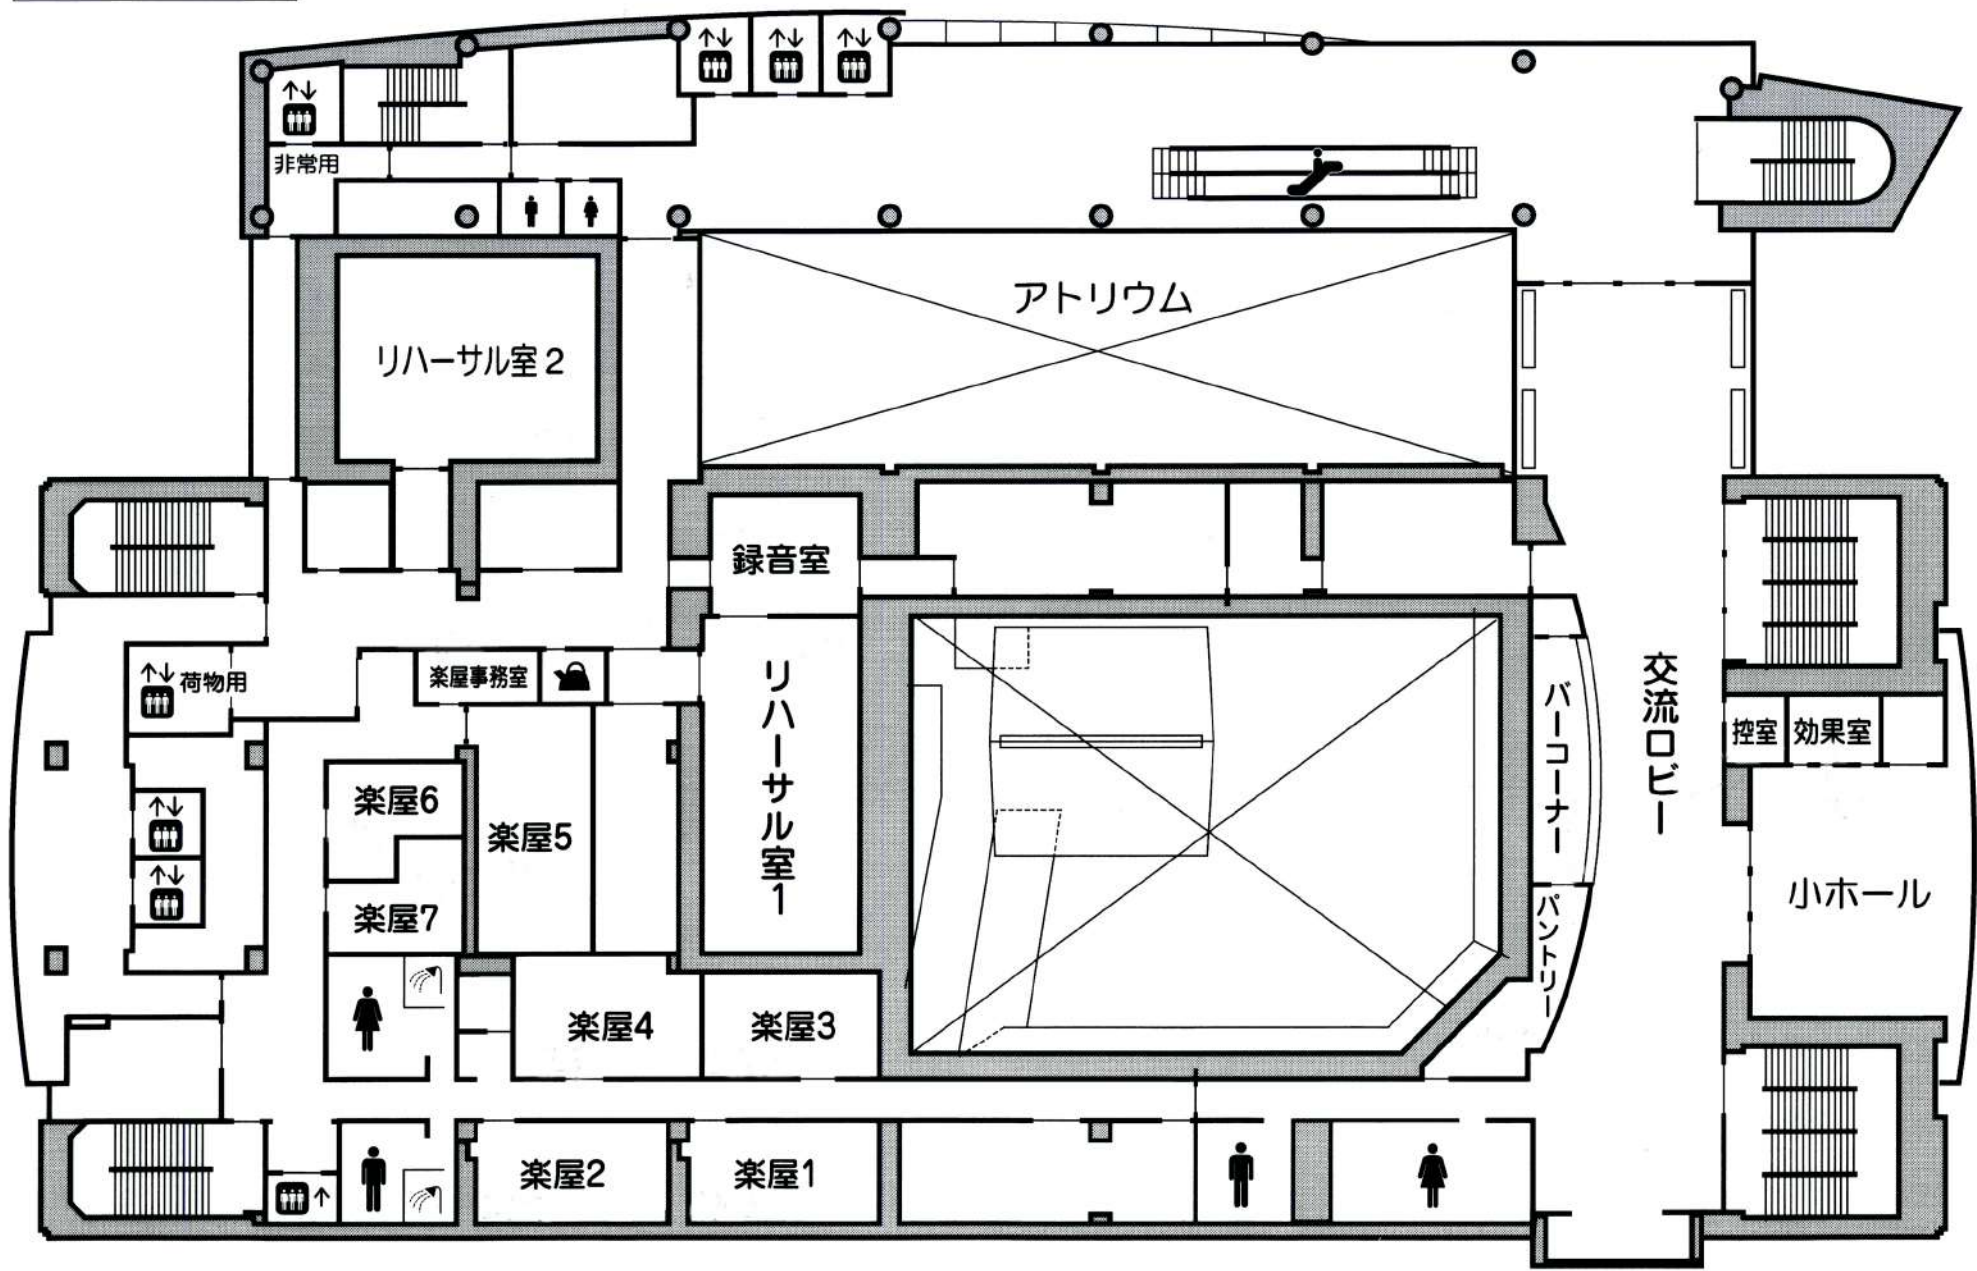 非常用
アトリウム
リハーサル室2
録音室
荷物用
楽屋事務室
リハーサル室1
バーコーナー
交流ロビー
控室
効果室
楽屋6
楽屋5
楽屋7
パントリー
小ホール
楽屋4
楽屋3
楽屋2
楽屋1